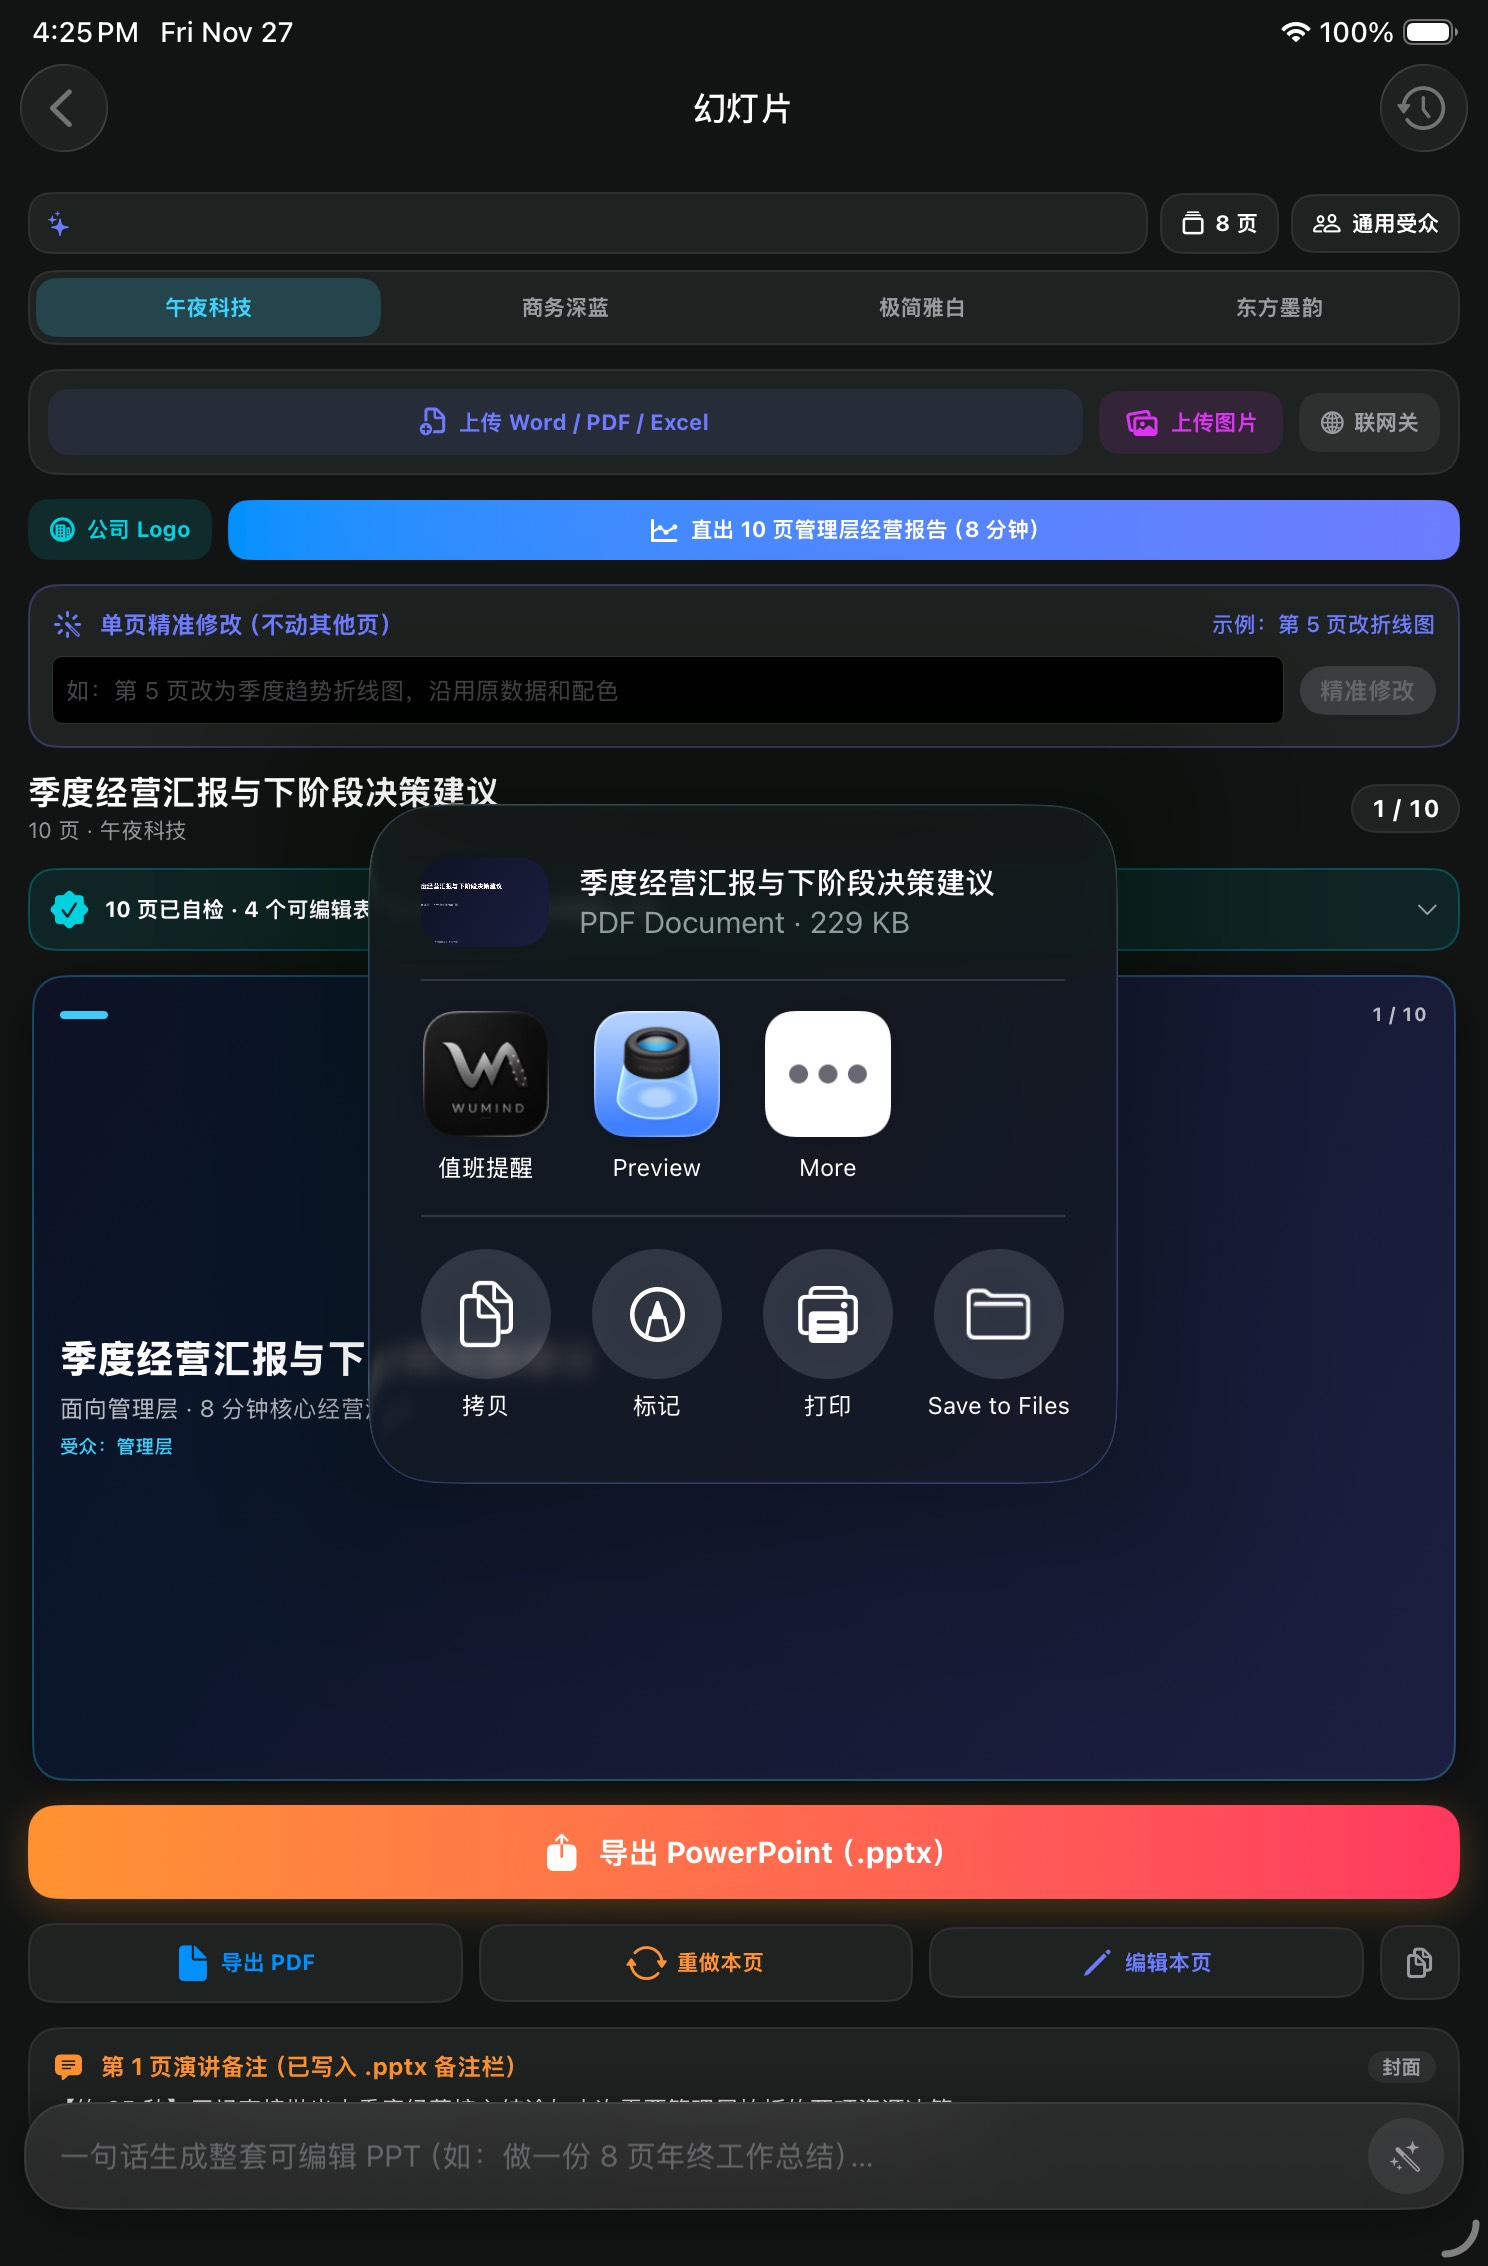 4:25 PM Fri Nov 27
100%
幻灯片
8 页
通用受众
午夜科技
商务深蓝
极简雅白
东方墨韵
上传 Word / PDF / Excel
上传图片
联网关
公司 Logo
直出 10 页管理层经营报告 (8 分钟)
单页精准修改 (不动其他页)
示例：第 5 页改折线图
如：第 5 页改为季度趋势折线图，沿用原数据和配色
精准修改
季度经营汇报与下阶段决策建议
10 页 · 午夜科技
1 / 10
10 页已自检 · 4 个可编辑表
季度经营汇报与下阶段决策建议
PDF Document · 229 KB
WUMIND
值班提醒
Preview
More
拷贝
标记
打印
Save to Files
1 / 10
季度经营汇报与下
面向管理层 · 8 分钟核心经营
受众：管理层
导出 PowerPoint (.pptx)
导出 PDF
重做本页
编辑本页
第 1 页演讲备注 (已写入 .pptx 备注栏)
封面
一句话生成整套可编辑 PPT (如：做一份 8 页年终工作总结)...